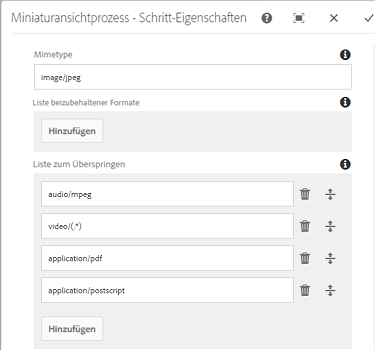 Miniaturansichtprozess - Schritt-Eigenschaften
Mimetype
image/jpeg
Liste beizubehaltener Formate
Hinzufügen
Liste zum Überspringen
audio/mpeg
video/(.*)
application/pdf
application/postscript
Hinzufügen